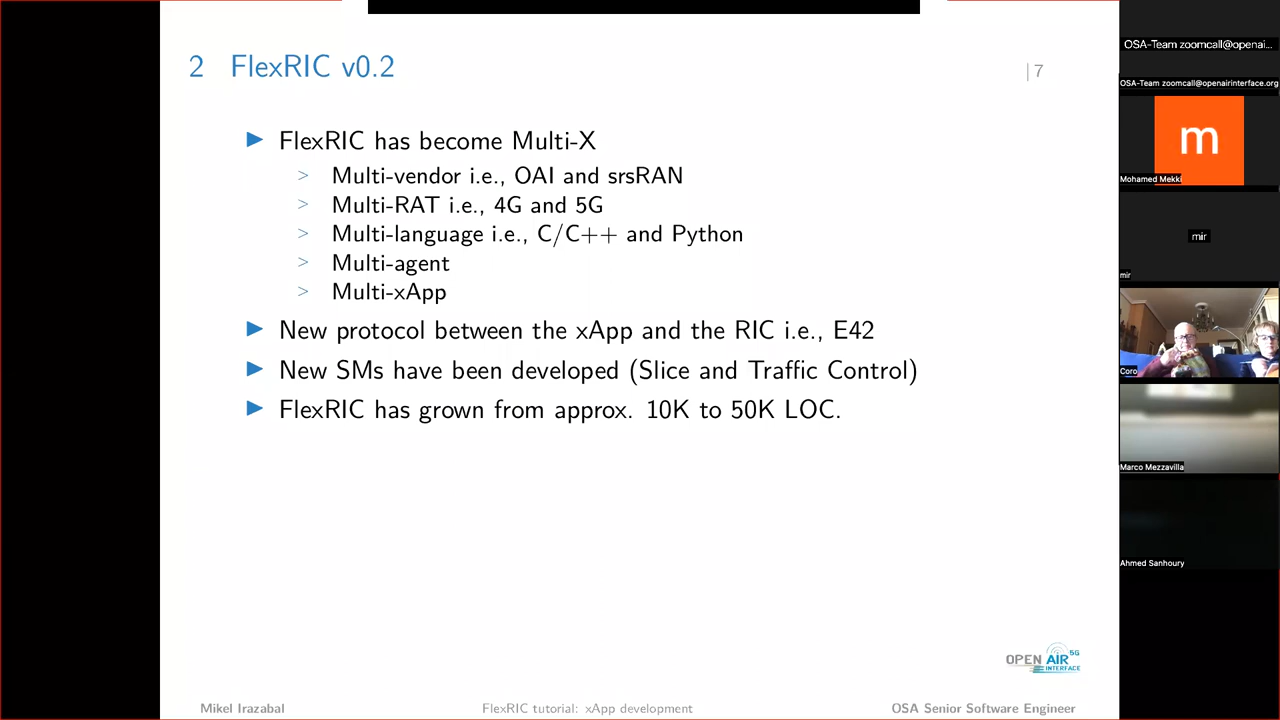 2 FlexRIC v0.2
| 7
► FlexRIC has become Multi-X
> Multi-vendor i.e., OAI and srsRAN
> Multi-RAT i.e., 4G and 5G
> Multi-language i.e., C/C++ and Python
> Multi-agent
> Multi-xApp
► New protocol between the xApp and the RIC i.e., E42
► New SMs have been developed (Slice and Traffic Control)
► FlexRIC has grown from approx. 10K to 50K LOC.
OPEN AIR 5G
INTERFACE
Mikel Irazabal
FlexRIC tutorial: xApp development
OSA Senior Software Engineer
OSA-Team zoomcall@openai...
OSA-Team zoomcall@openairinterface.org
m
Mohamed Mekki
mir
mir
Coro
Marco Mezzavilla
Ahmed Sanhoury